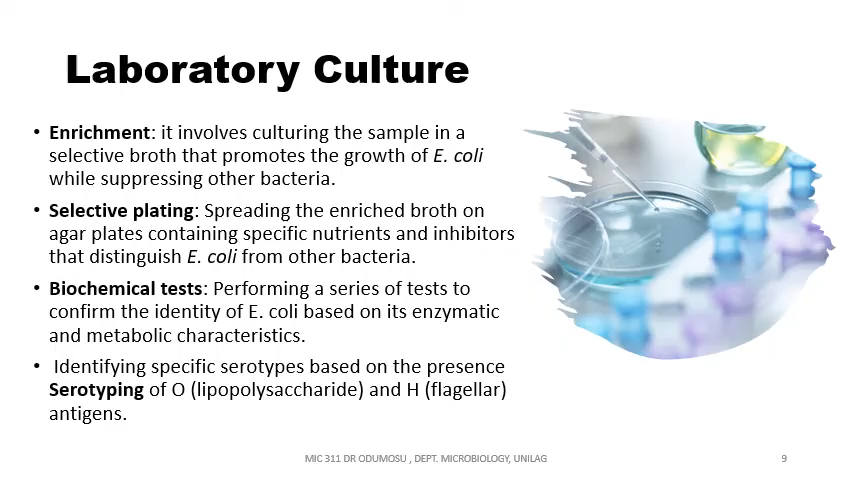 Laboratory Culture
• Enrichment: it involves culturing the sample in a
selective broth that promotes the growth of E. coli
while suppressing other bacteria.
• Selective plating: Spreading the enriched broth on
agar plates containing specific nutrients and inhibitors
that distinguish E. coli from other bacteria.
• Biochemical tests: Performing a series of tests to
confirm the identity of E. coli based on its enzymatic
and metabolic characteristics.
• Identifying specific serotypes based on the presence
Serotyping of O (lipopolysaccharide) and H (flagellar)
antigens.
MIC 311 DR ODUMOSU , DEPT. MICROBIOLOGY, UNILAG
9